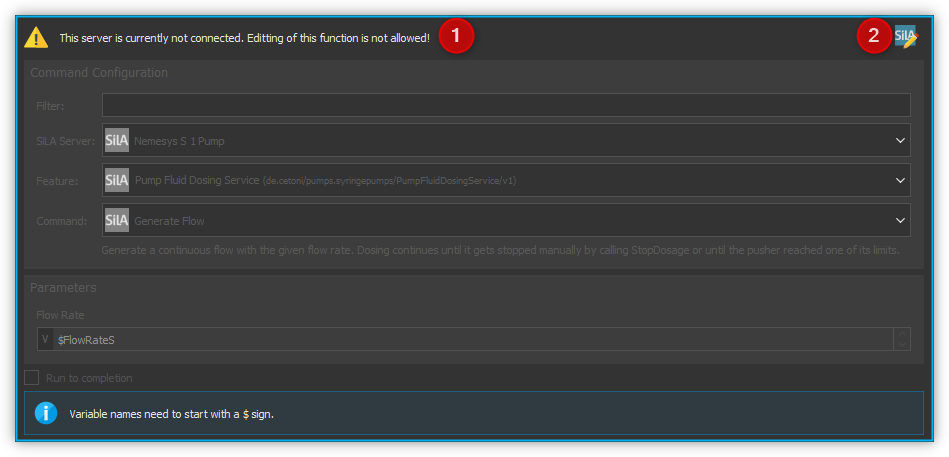 This server is currently not connected. Editting of this function is not allowed! 1 2 SiLA
Command Configuration
Filter:
SiLA Server: SiLA Nemesys S 1 Pump
Feature: SiLA Pump Fluid Dosing Service (de.cetoni/pumps.syringepumps/PumpFluidDosingService/v1)
Command: SiLA Generate Flow
Generate a continuous flow with the given flow rate. Dosing continues until it gets stopped manually by calling StopDosage or until the pusher reached one of its limits.
Parameters
Flow Rate
V $FlowRateS
Run to completion
i Variable names need to start with a $ sign.